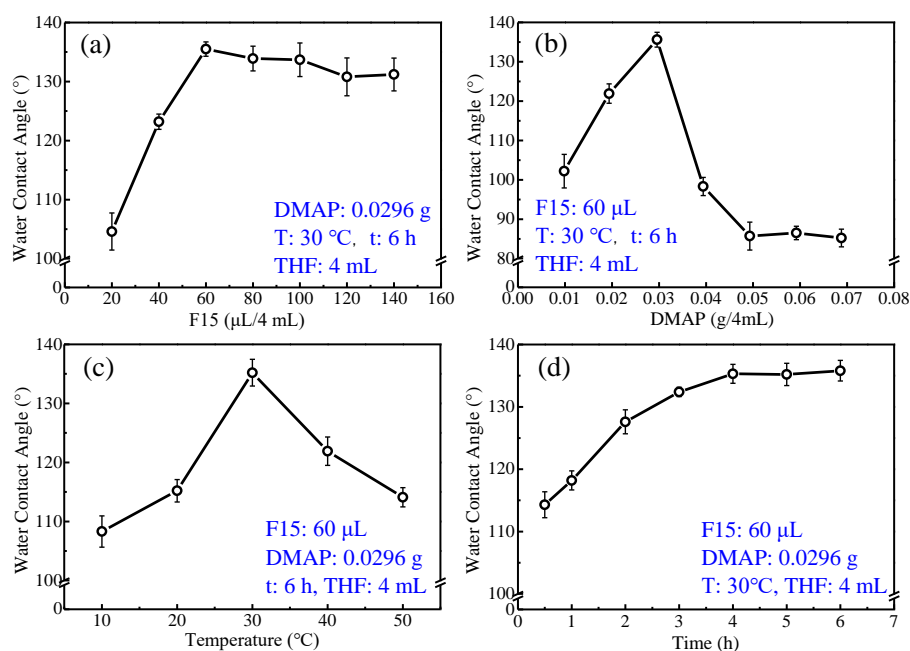 (a)
Water Contact Angle (°)
140
130
120
110
100
0
DMAP: 0.0296 g
T: 30 ℃, t: 6 h
THF: 4 mL
0 20 40 60 80 100 120 140 160
F15 (μL/4 mL)
(b)
Water Contact Angle (°)
140
130
120
110
100
90
80
0
F15: 60 μL
T: 30 ℃, t: 6 h
THF: 4 mL
0.00 0.01 0.02 0.03 0.04 0.05 0.06 0.07 0.08
DMAP (g/4mL)
(c)
Water Contact Angle (°)
140
130
120
110
100
0
F15: 60 μL
DMAP: 0.0296 g
t: 6 h, THF: 4 mL
10 20 30 40 50
Temperature (℃)
(d)
Water Contact Angle (°)
140
130
120
110
100
0
F15: 60 μL
DMAP: 0.0296 g
T: 30℃, THF: 4 mL
0 1 2 3 4 5 6 7
Time (h)